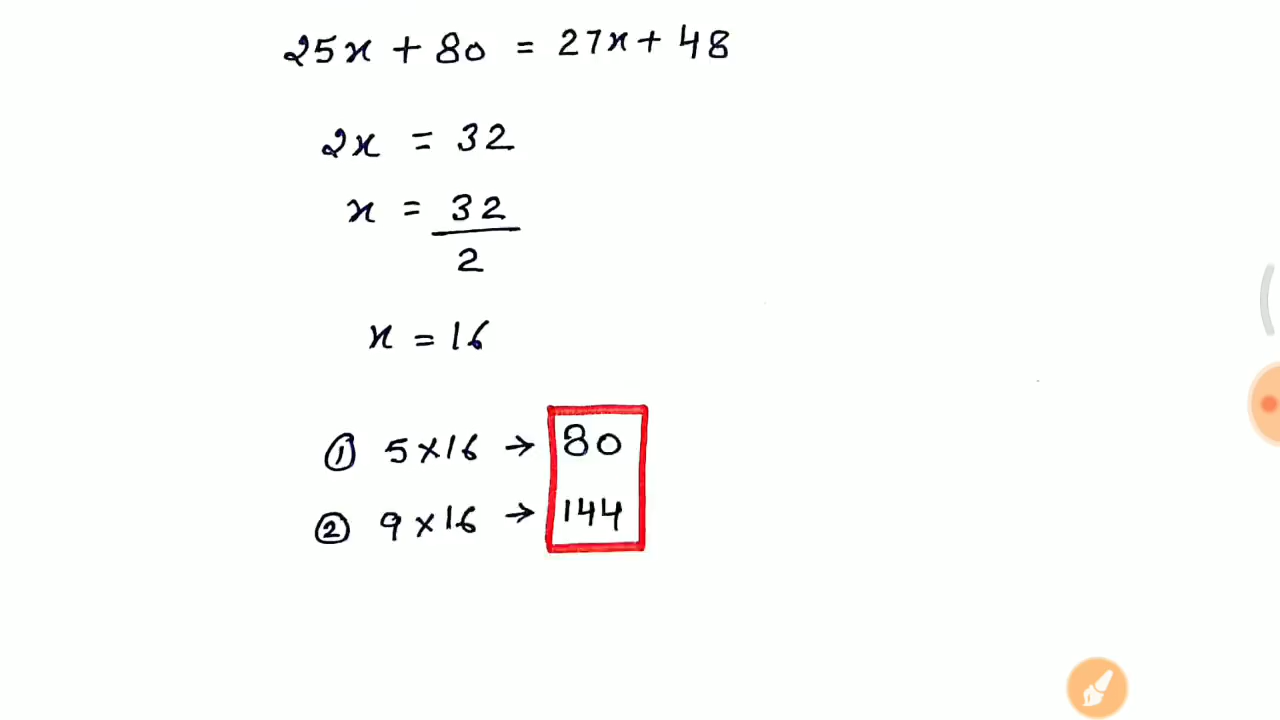 25x + 80 = 27x + 48
2x = 32
x = 32
2
x = 16
① 5×16 → 80
② 9×16 → 144